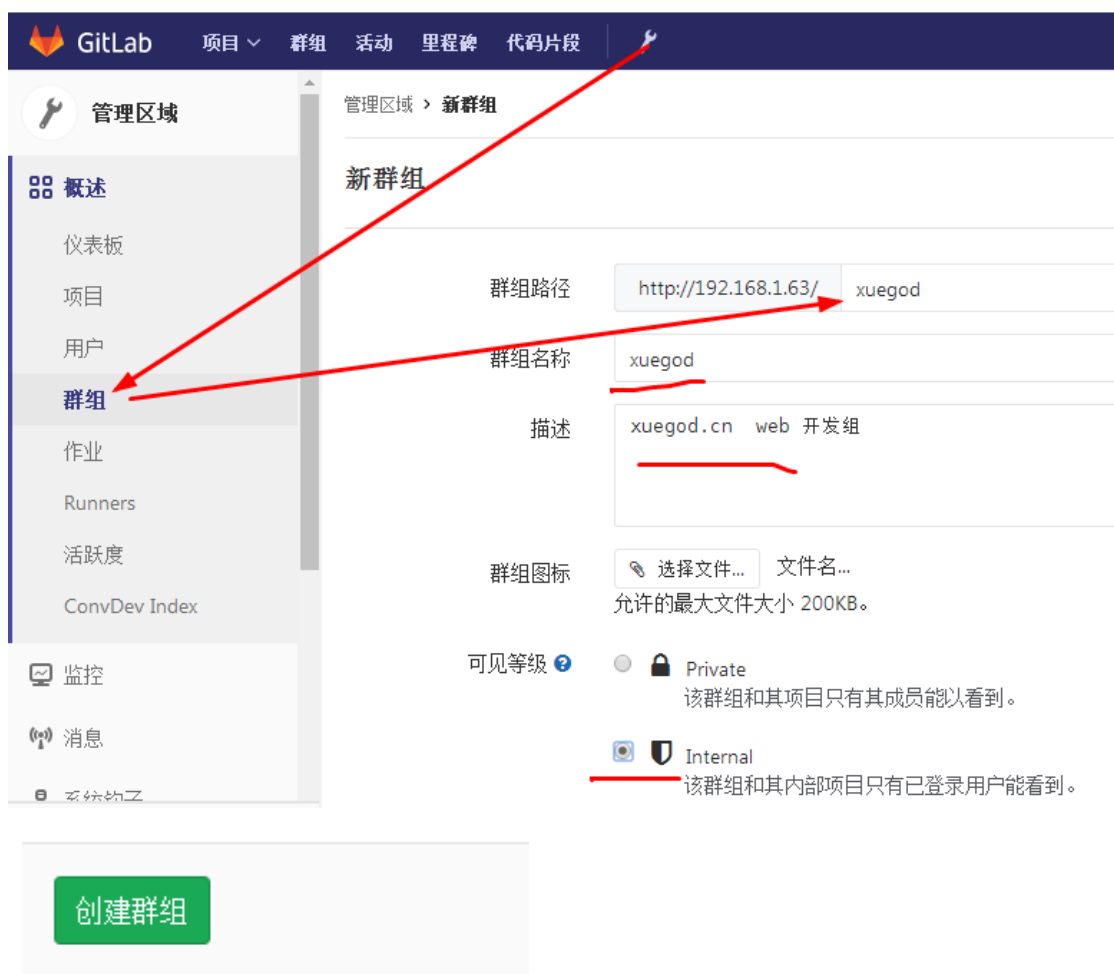 GitLab 项目 群组 活动 里程碑 代码片段
管理区域
概述
仪表板
项目
用户
群组
作业
Runners
活跃度
ConvDev Index
监控
消息
系统钩子
管理区域 › 新群组
新群组
群组路径 http://192.168.1.63/ xuegod
群组名称 xuegod
描述 xuegod.cn web 开发组
群组图标 选择文件... 文件名...
允许的最大文件大小 200KB。
可见等级 Private
该群组和其项目只有其成员能以看到。
Internal
该群组和其内部项目只有已登录用户能看到。
创建群组